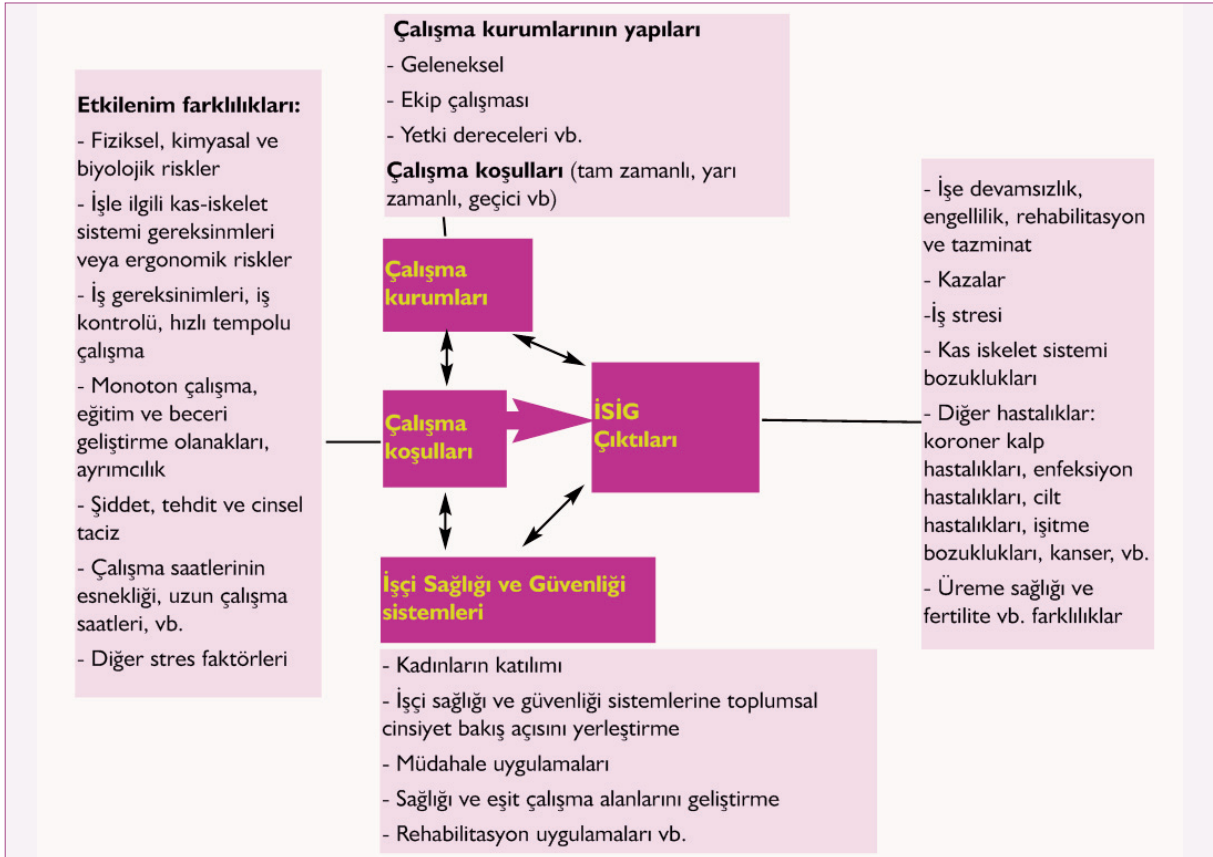 Çalışma kurumlarının yapıları
- Geleneksel
- Ekip çalışması
- Yetki dereceleri vb.
Çalışma koşulları (tam zamanlı, yarı
zamanlı, geçici vb)
Etkilenim farklılıkları:
- Fiziksel, kimyasal ve
biyolojik riskler
- İşle ilgili kas-iskelet
sistemi gereksinmleri
veya ergonomik riskler
- İş gereksinimleri, iş
kontrolü, hızlı tempolu
çalışma
- Monoton çalışma,
eğitim ve beceri
geliştirme olanakları,
ayrımcılık
- Şiddet, tehdit ve cinsel
taciz
- Çalışma saatlerinin
esnekliği, uzun çalışma
saatleri, vb.
- Diğer stres faktörleri
Çalışma
kurumları
Çalışma
koşulları
İSİG
Çıktıları
İşçi Sağlığı ve Güvenliği
sistemleri
- Kadınların katılımı
- İşçi sağlığı ve güvenliği sistemlerine toplumsal
cinsiyet bakış açısını yerleştirme
- Müdahale uygulamaları
- Sağlığı ve eşit çalışma alanlarını geliştirme
- Rehabilitasyon uygulamaları vb.
- İşe devamsızlık,
engellilik, rehabilitasyon
ve tazminat
- Kazalar
-İş stresi
- Kas iskelet sistemi
bozuklukları
- Diğer hastalıklar:
koroner kalp
hastalıkları, enfeksiyon
hastalıkları, cilt
hastalıkları, işitme
bozuklukları, kanser, vb.
- Üreme sağlığı ve
fertilite vb. farklılıklar